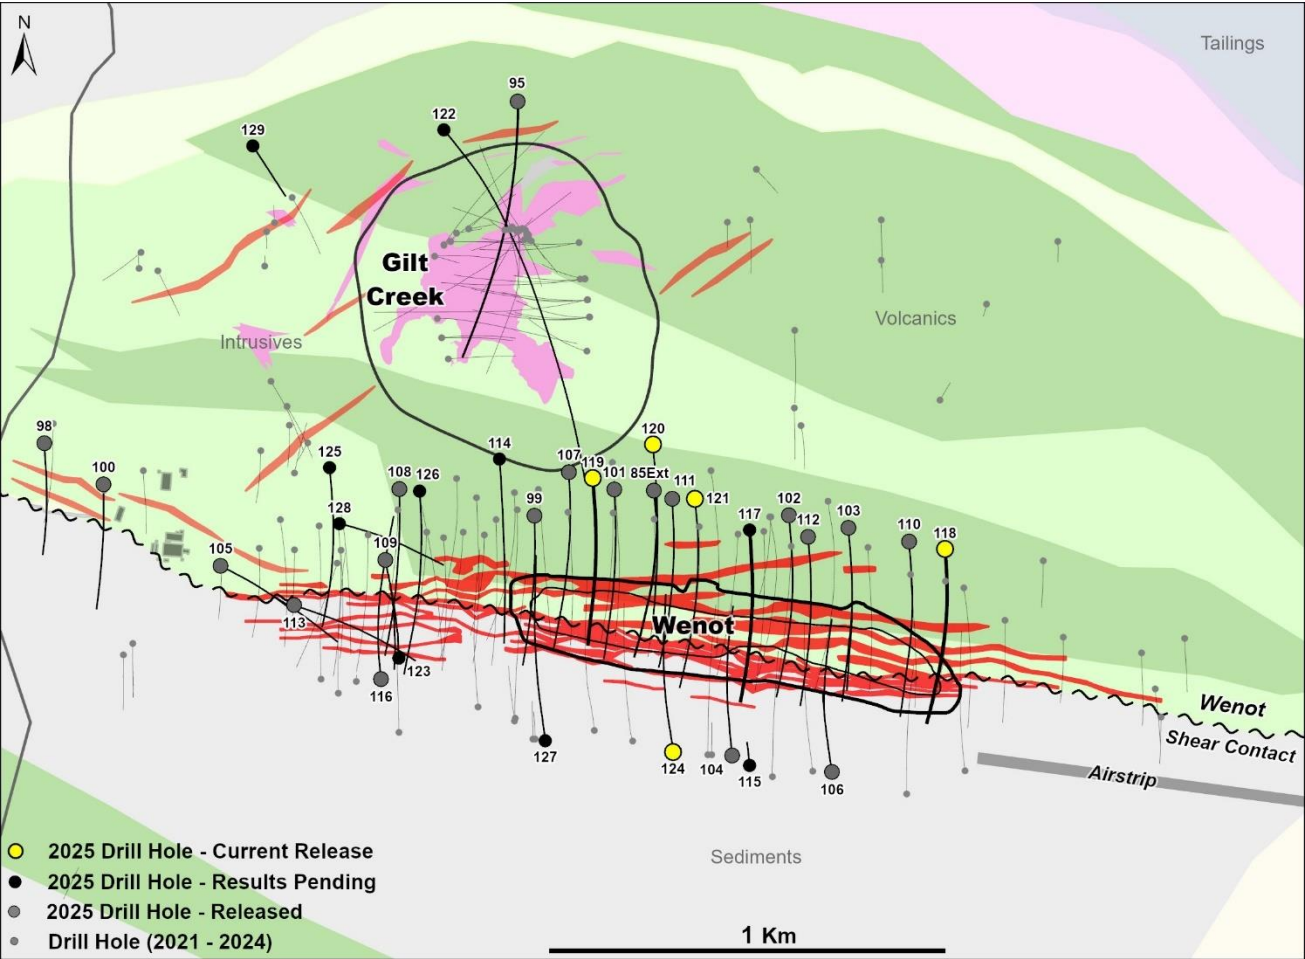 N
Tailings
95
122
129
Gilt
Creek
Volcanics
Intrusives
98
120
114
125
107
119
101
85Ext
100
108
126
111
121
99
102
117
112
103
110
118
128
109
105
113
Wenot
123
116
Wenot
Shear Contact
127
124
104
115
106
Airstrip
Sediments
2025 Drill Hole - Current Release
2025 Drill Hole - Results Pending
2025 Drill Hole - Released
Drill Hole (2021 - 2024)
1 Km